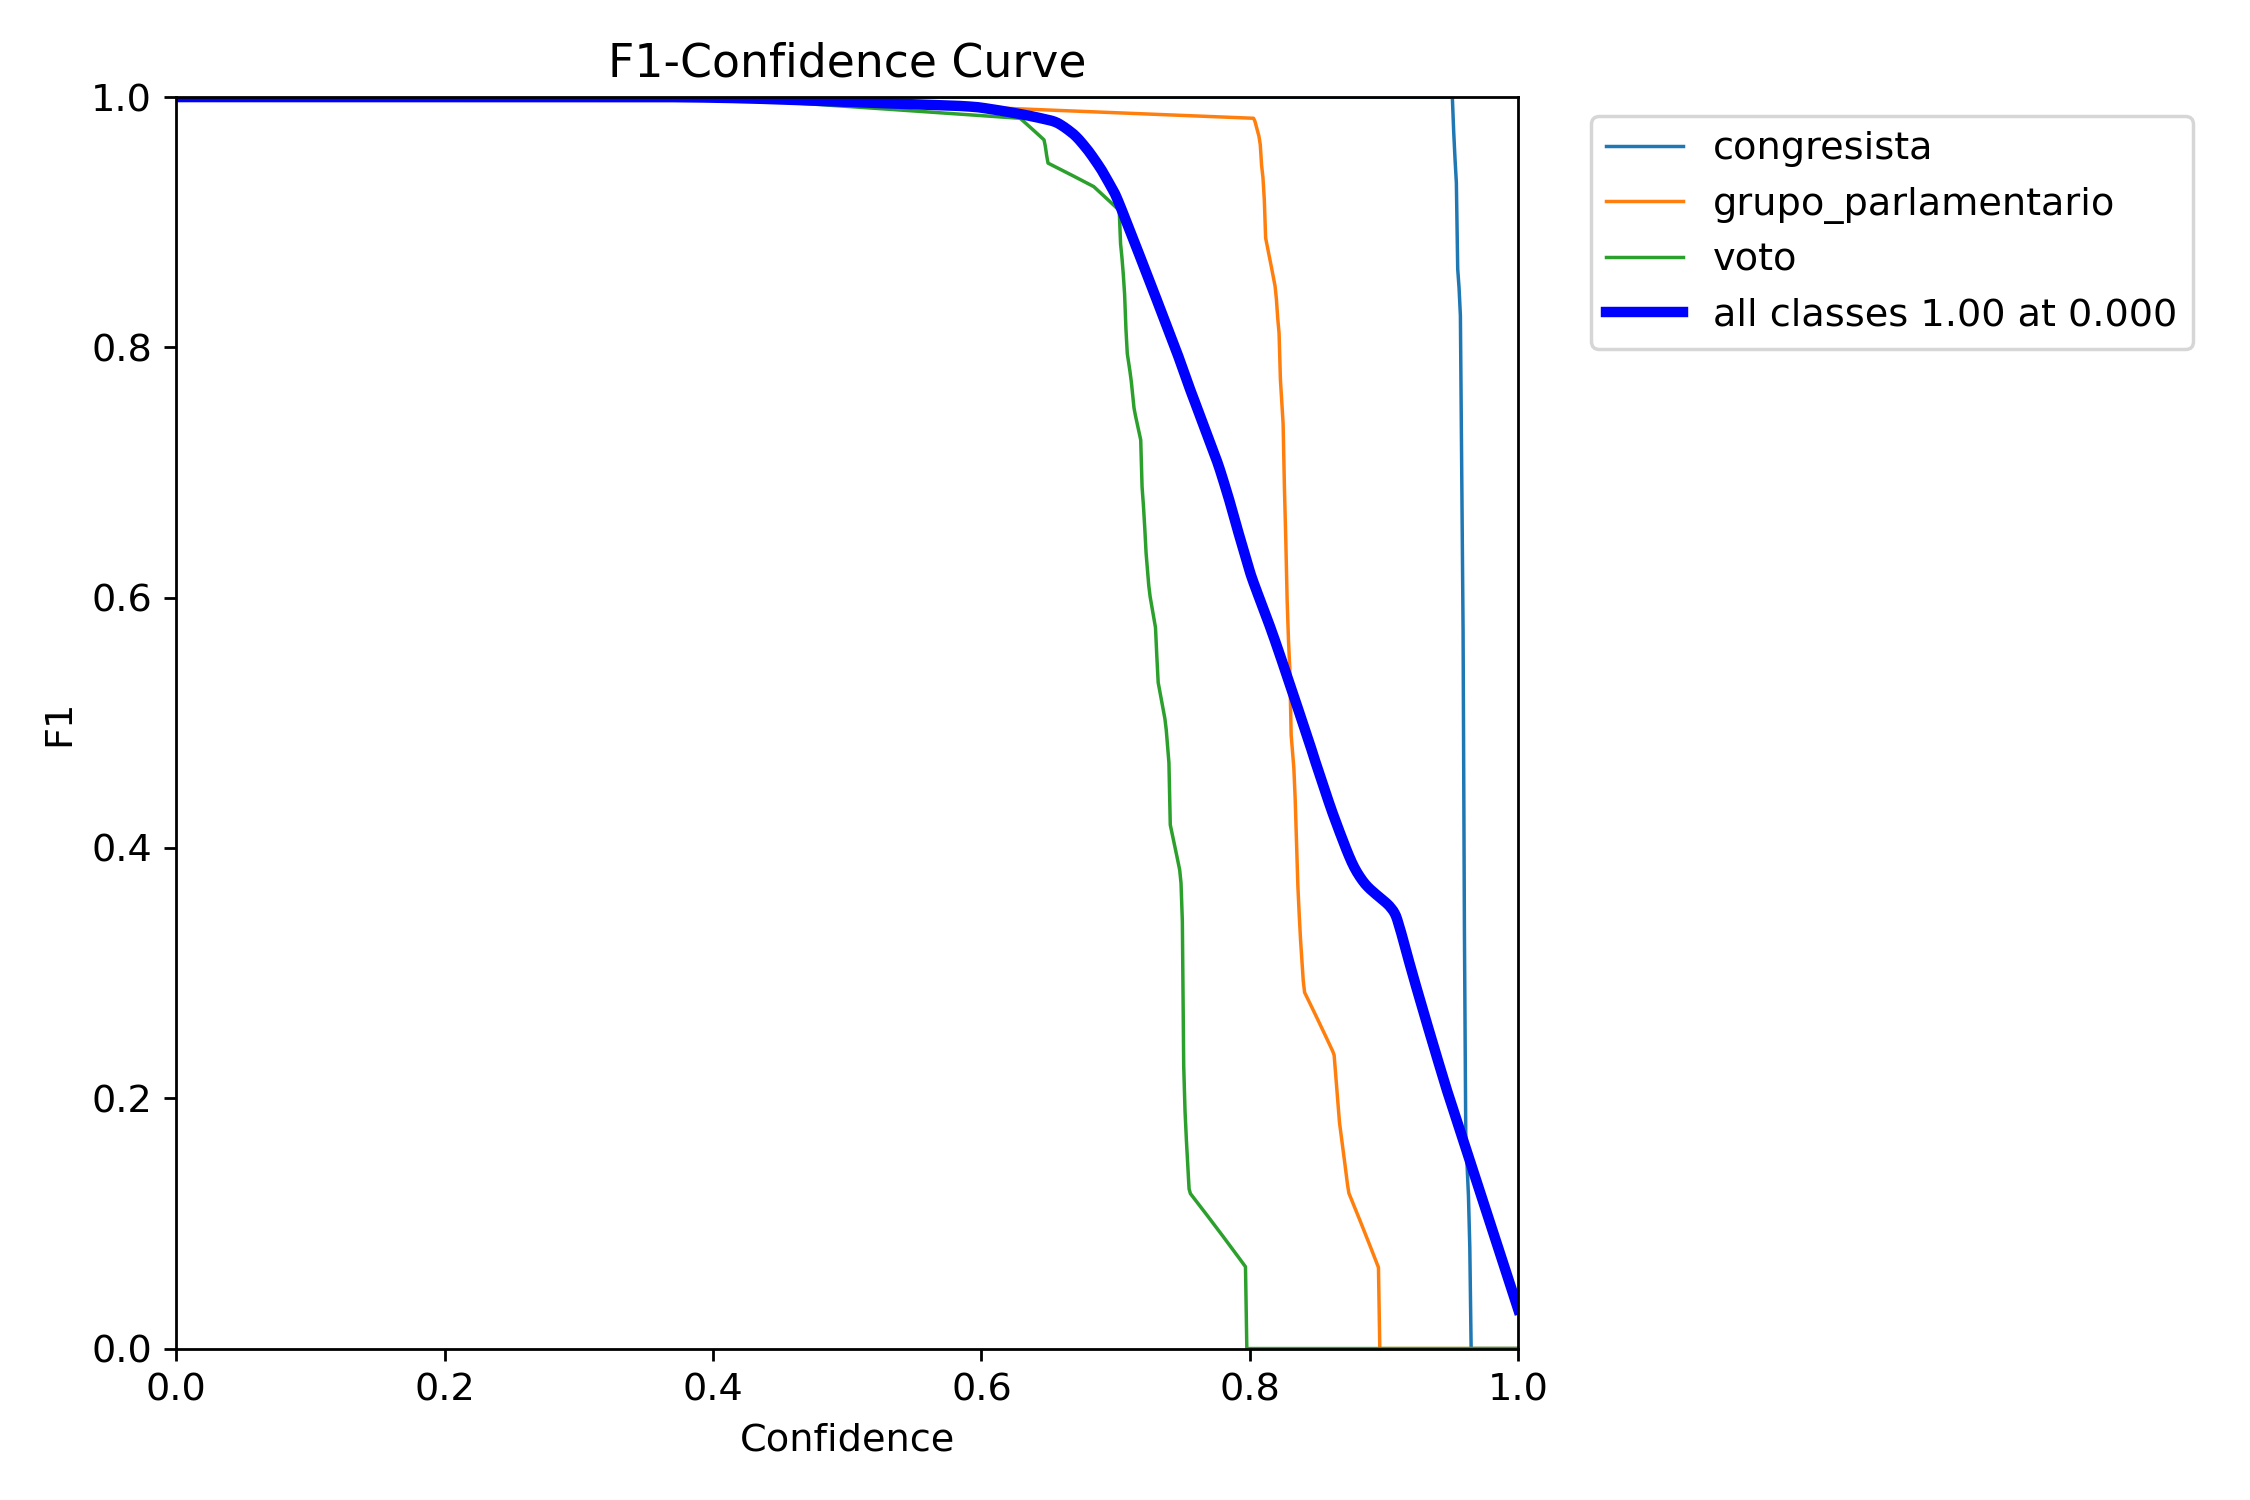 F1-Confidence Curve
1.0
0.8
0.6
0.4
0.2
0.0
F1
0.0 0.2 0.4 0.6 0.8 1.0
Confidence
congresista
grupo_parlamentario
voto
all classes 1.00 at 0.000